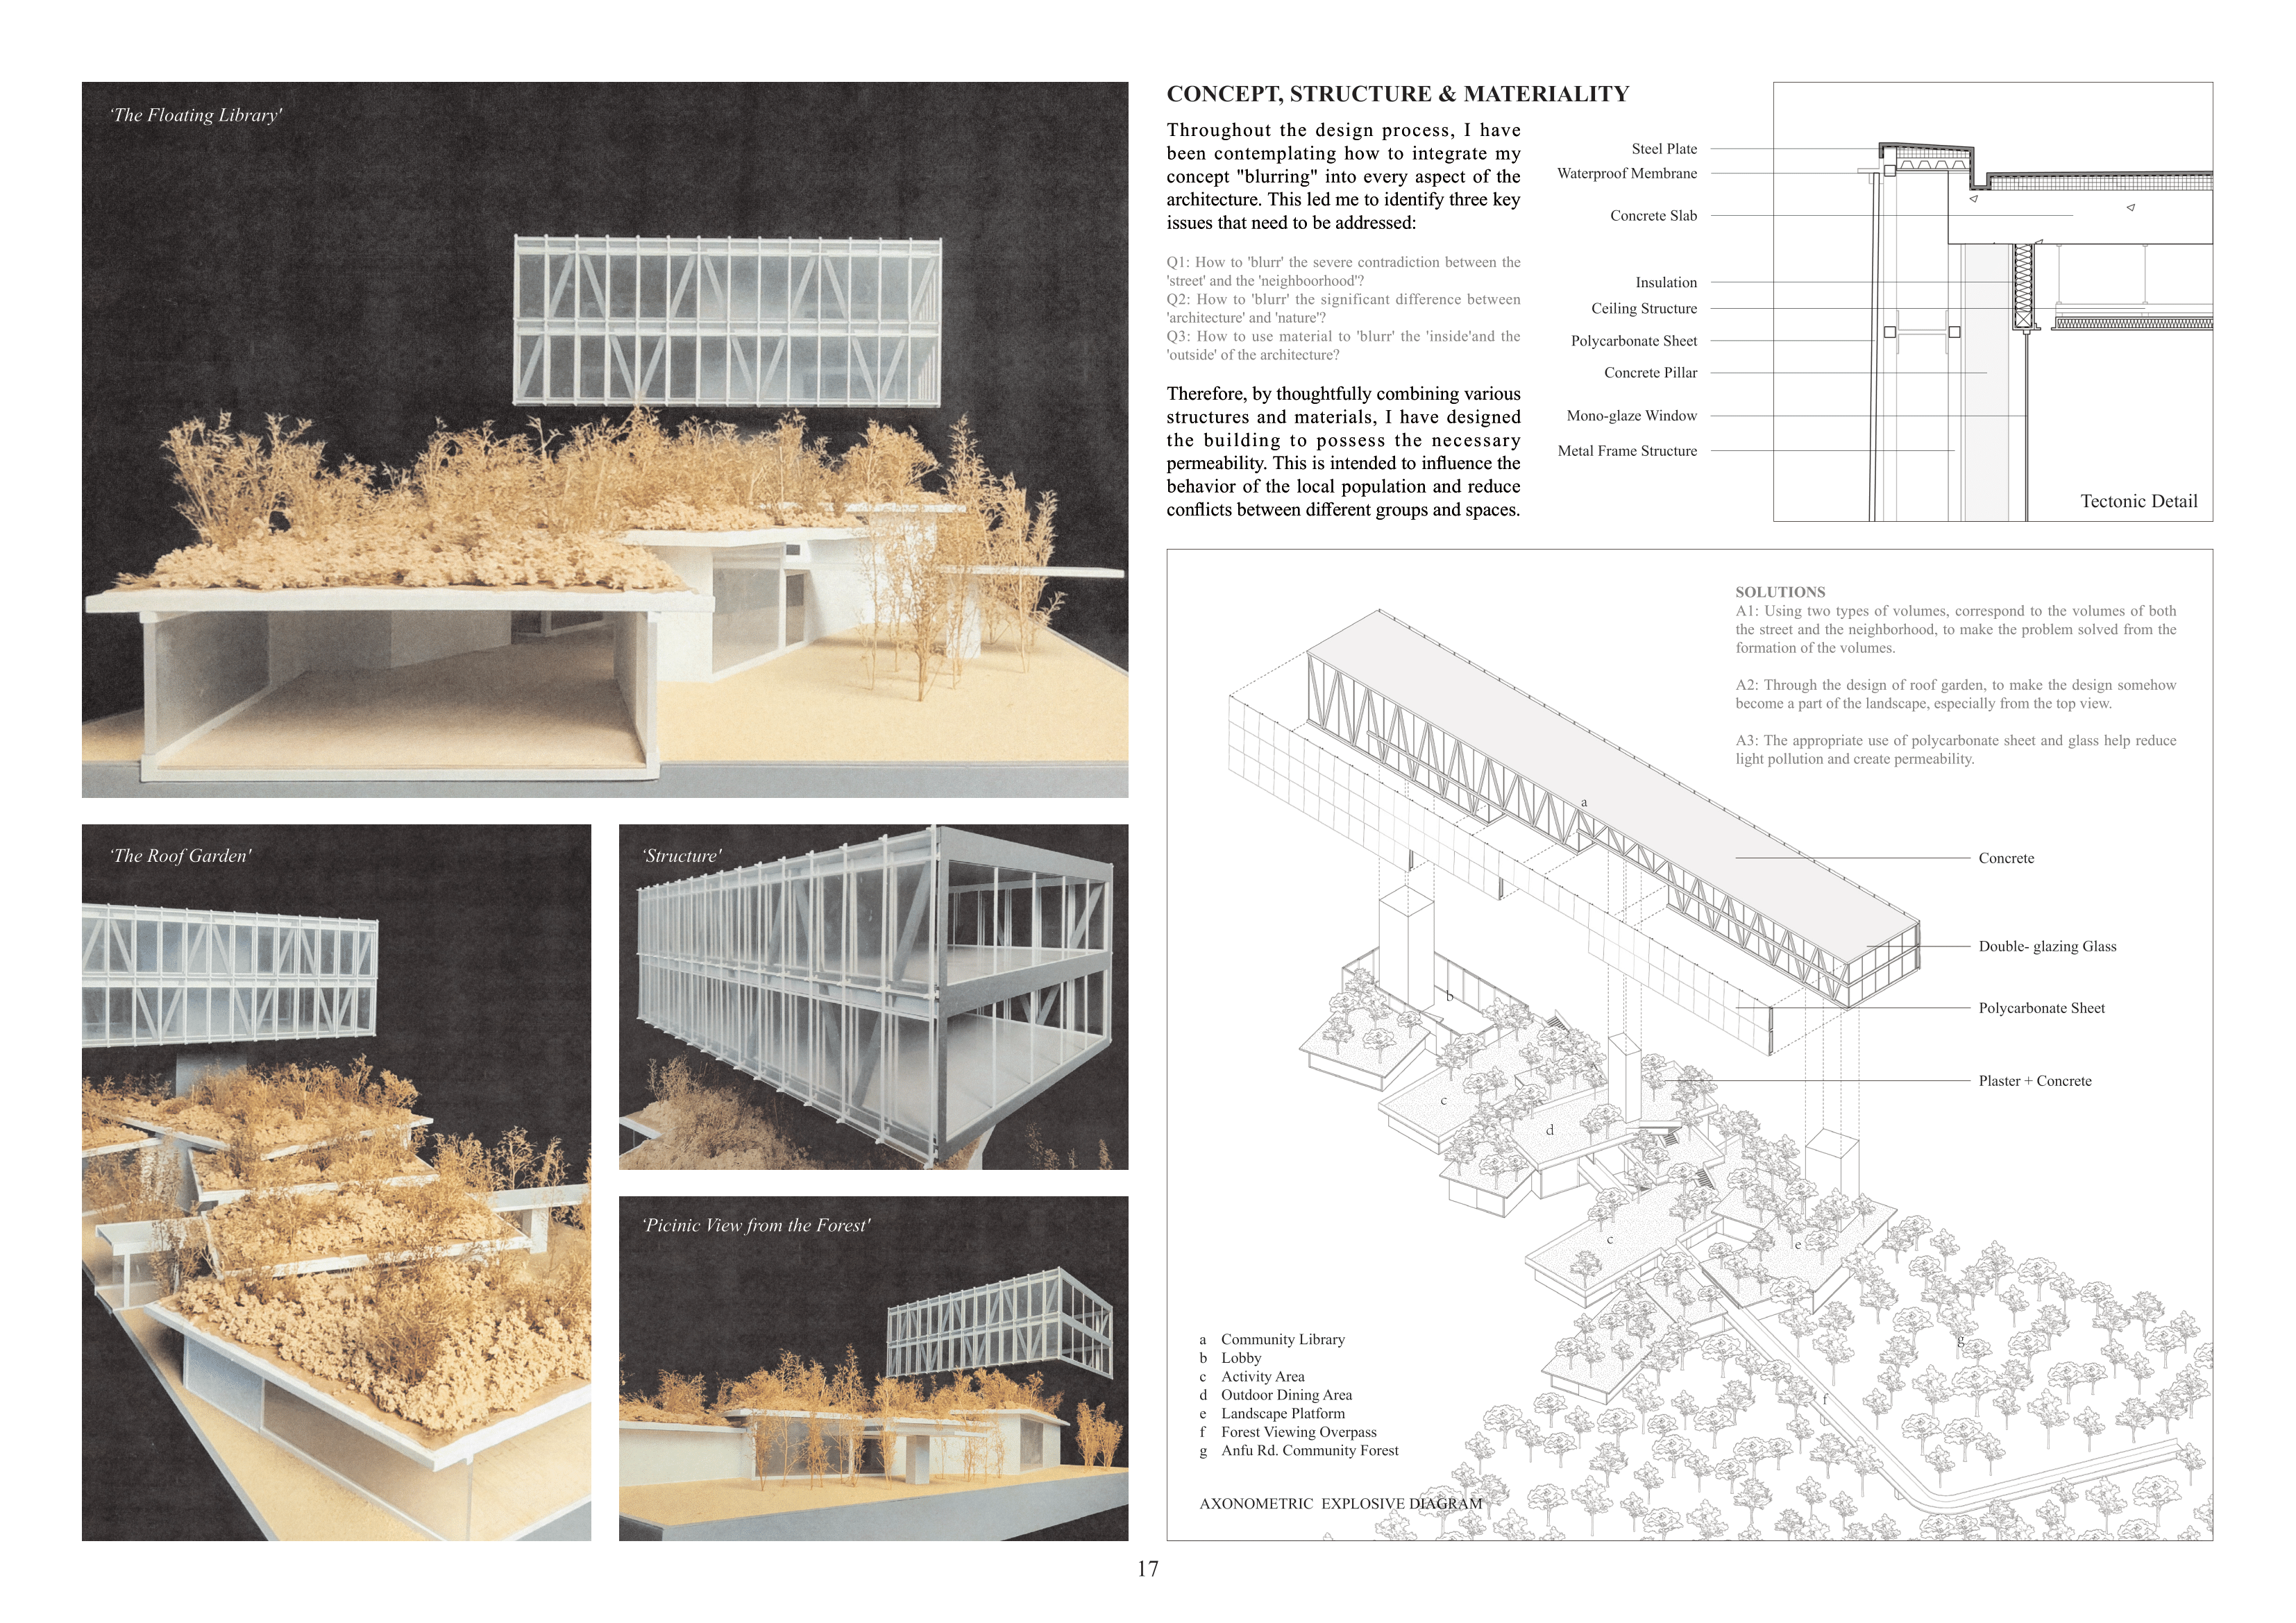 ‘The Floating Library'
‘The Roof Garden'
‘Structure'
‘Picinic View from the Forest'
CONCEPT, STRUCTURE & MATERIALITY
Throughout the design process, I have
been contemplating how to integrate my
concept "blurring" into every aspect of the
architecture. This led me to identify three key
issues that need to be addressed:
Q1: How to 'blurr' the severe contradiction between the
'street' and the 'neighboorhood'?
Q2: How to 'blurr' the significant difference between
'architecture' and 'nature'?
Q3: How to use material to 'blurr' the 'inside'and the
'outside' of the architecture?
Therefore, by thoughtfully combining various
structures and materials, I have designed
the building to possess the necessary
permeability. This is intended to influence the
behavior of the local population and reduce
conflicts between different groups and spaces.
Steel Plate
Waterproof Membrane
Concrete Slab
Insulation
Ceiling Structure
Polycarbonate Sheet
Concrete Pillar
Mono-glaze Window
Metal Frame Structure
Tectonic Detail
SOLUTIONS
A1: Using two types of volumes, correspond to the volumes of both
the street and the neighborhood, to make the problem solved from the
formation of the volumes.
A2: Through the design of roof garden, to make the design somehow
become a part of the landscape, especially from the top view.
A3: The appropriate use of polycarbonate sheet and glass help reduce
light pollution and create permeability.
a
Concrete
Double- glazing Glass
b
Polycarbonate Sheet
Plaster + Concrete
c
d
c
e
g
f
a Community Library
b Lobby
c Activity Area
d Outdoor Dining Area
e Landscape Platform
f Forest Viewing Overpass
g Anfu Rd. Community Forest
AXONOMETRIC EXPLOSIVE DIAGRAM
17